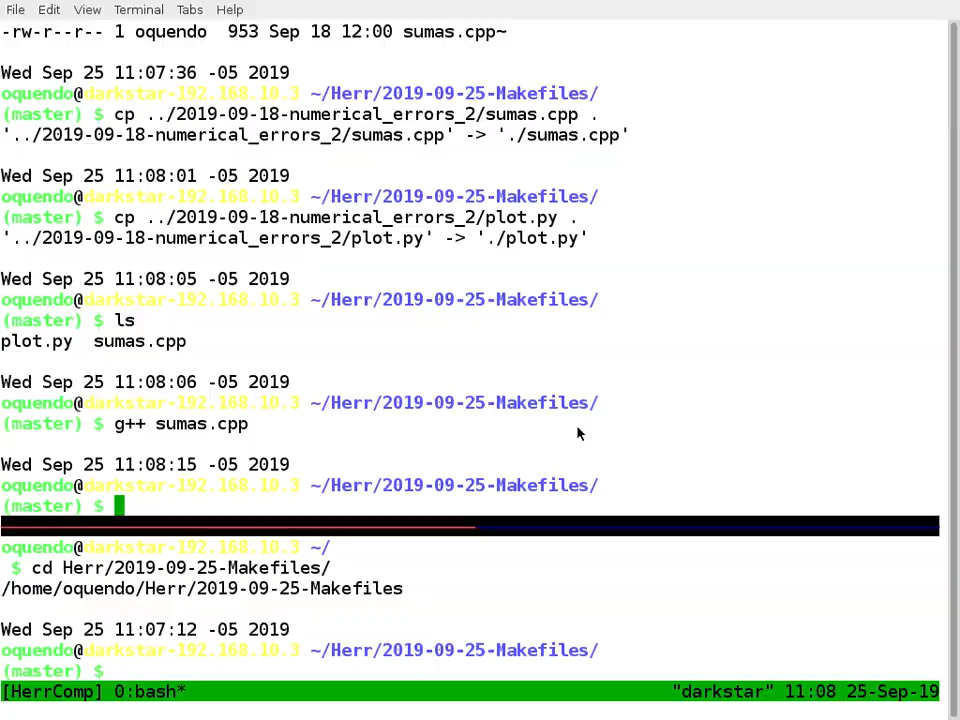 File Edit View Terminal Tabs Help
-rw-r--r-- 1 oquendo  953 Sep 18 12:00 sumas.cpp~
Wed Sep 25 11:07:36 -05 2019
oquendo@darkstar-192.168.10.3 ~/Herr/2019-09-25-Makefiles/
(master) $ cp ../2019-09-18-numerical_errors_2/sumas.cpp .
'../2019-09-18-numerical_errors_2/sumas.cpp' -> './sumas.cpp'
Wed Sep 25 11:08:01 -05 2019
oquendo@darkstar-192.168.10.3 ~/Herr/2019-09-25-Makefiles/
(master) $ cp ../2019-09-18-numerical_errors_2/plot.py .
'../2019-09-18-numerical_errors_2/plot.py' -> './plot.py'
Wed Sep 25 11:08:05 -05 2019
oquendo@darkstar-192.168.10.3 ~/Herr/2019-09-25-Makefiles/
(master) $ ls
plot.py  sumas.cpp
Wed Sep 25 11:08:06 -05 2019
oquendo@darkstar-192.168.10.3 ~/Herr/2019-09-25-Makefiles/
(master) $ g++ sumas.cpp
Wed Sep 25 11:08:15 -05 2019
oquendo@darkstar-192.168.10.3 ~/Herr/2019-09-25-Makefiles/
(master) $
oquendo@darkstar-192.168.10.3 ~/
$ cd Herr/2019-09-25-Makefiles/
/home/oquendo/Herr/2019-09-25-Makefiles
Wed Sep 25 11:07:12 -05 2019
oquendo@darkstar-192.168.10.3 ~/Herr/2019-09-25-Makefiles/
(master) $
[HerrComp] 0:bash* "darkstar" 11:08 25-Sep-19